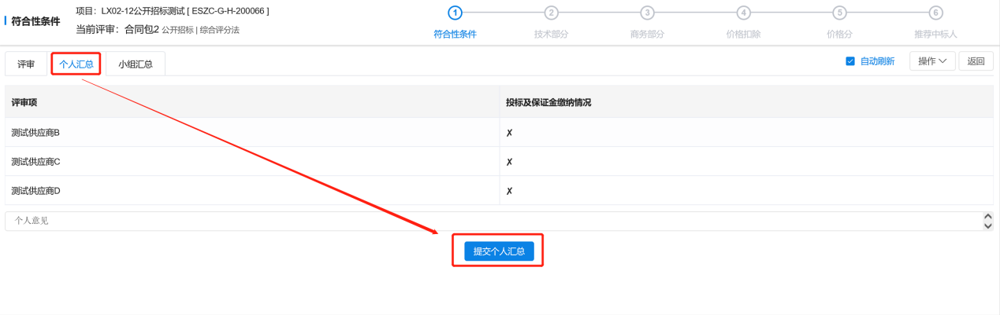 符合性条件
项目：LX02-12公开招标测试 [ ESZC-G-H-200066 ]
当前评审：合同包2 公开招标 | 综合评分法
1 2 3 4 5 6
符合性条件 技术部分 商务部分 价格扣除 价格分 推荐中标人
评审 个人汇总 小组汇总 自动刷新 操作 返回
评审项 投标及保证金缴纳情况
测试供应商B ✗
测试供应商C ✗
测试供应商D ✗
个人意见
提交个人汇总